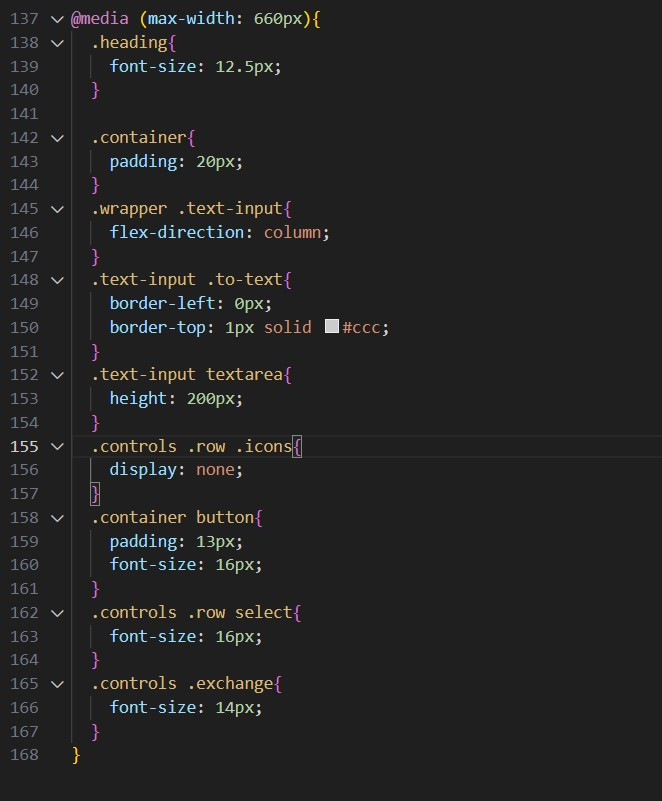 137 @media (max-width: 660px){
138   .heading{
139     font-size: 12.5px;
140   }
141
142   .container{
143     padding: 20px;
144   }
145   .wrapper .text-input{
146     flex-direction: column;
147   }
148   .text-input .to-text{
149     border-left: 0px;
150     border-top: 1px solid #ccc;
151   }
152   .text-input textarea{
153     height: 200px;
154   }
155   .controls .row .icons{
156     display: none;
157   }
158   .container button{
159     padding: 13px;
160     font-size: 16px;
161   }
162   .controls .row select{
163     font-size: 16px;
164   }
165   .controls .exchange{
166     font-size: 14px;
167   }
168 }